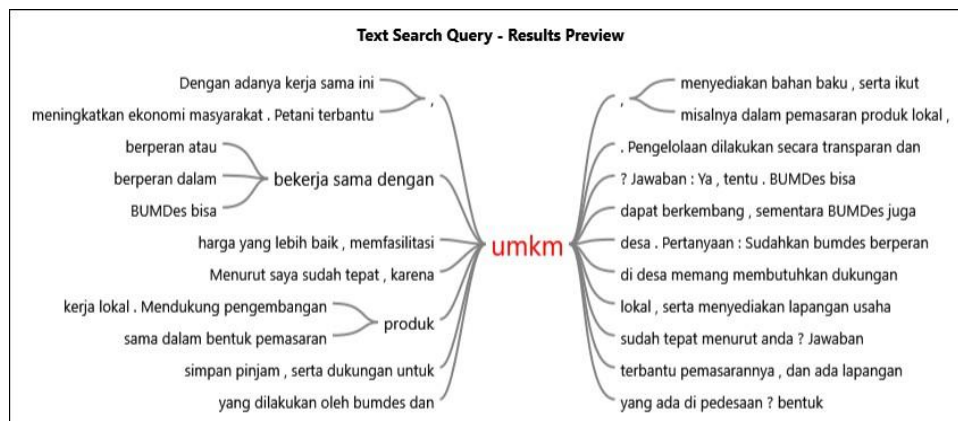 Text Search Query - Results Preview
Dengan adanya kerja sama ini
meningkatkan ekonomi masyarakat . Petani terbantu
,
berperan atau
berperan dalam
BUMDes bisa
bekerja sama dengan
harga yang lebih baik , memfasilitasi
Menurut saya sudah tepat , karena
kerja lokal . Mendukung pengembangan
sama dalam bentuk pemasaran
produk
simpan pinjam , serta dukungan untuk
yang dilakukan oleh bumdes dan
umkm
,
menyediakan bahan baku , serta ikut
misalnya dalam pemasaran produk lokal ,
. Pengelolaan dilakukan secara transparan dan
? Jawaban : Ya , tentu . BUMDes bisa
dapat berkembang , sementara BUMDes juga
desa . Pertanyaan : Sudahkan bumdes berperan
di desa memang membutuhkan dukungan
lokal , serta menyediakan lapangan usaha
sudah tepat menurut anda ? Jawaban
terbantu pemasarannya , dan ada lapangan
yang ada di pedesaan ? bentuk